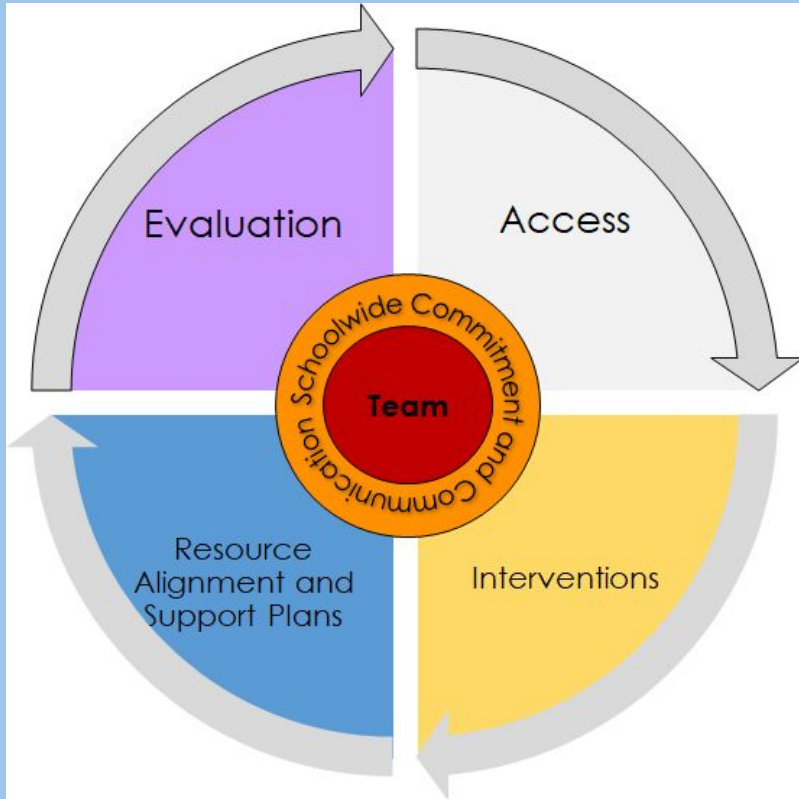 Evaluation
Access
Schoolwide Commitment and Communication
Team
Resource
Alignment and
Support Plans
Interventions